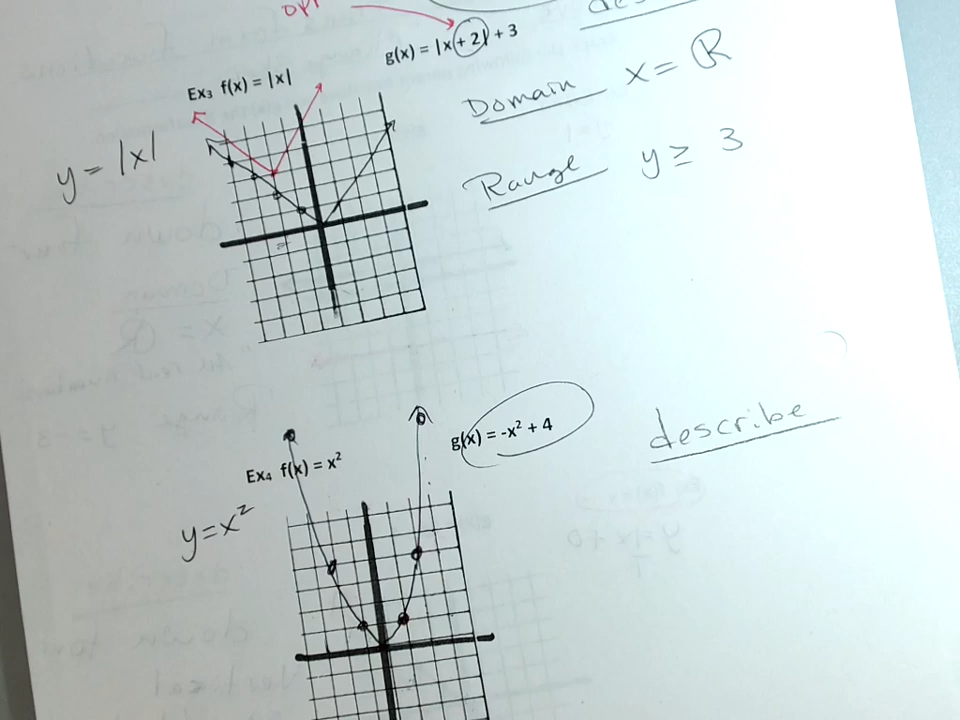 g(x) = |x + 2| + 3
Ex3 f(x) = |x|
Domain x = ℝ
y = |x|
Range y ≥ 3
g(x) = -x² + 4
describe
Ex4 f(x) = x²
y = x²